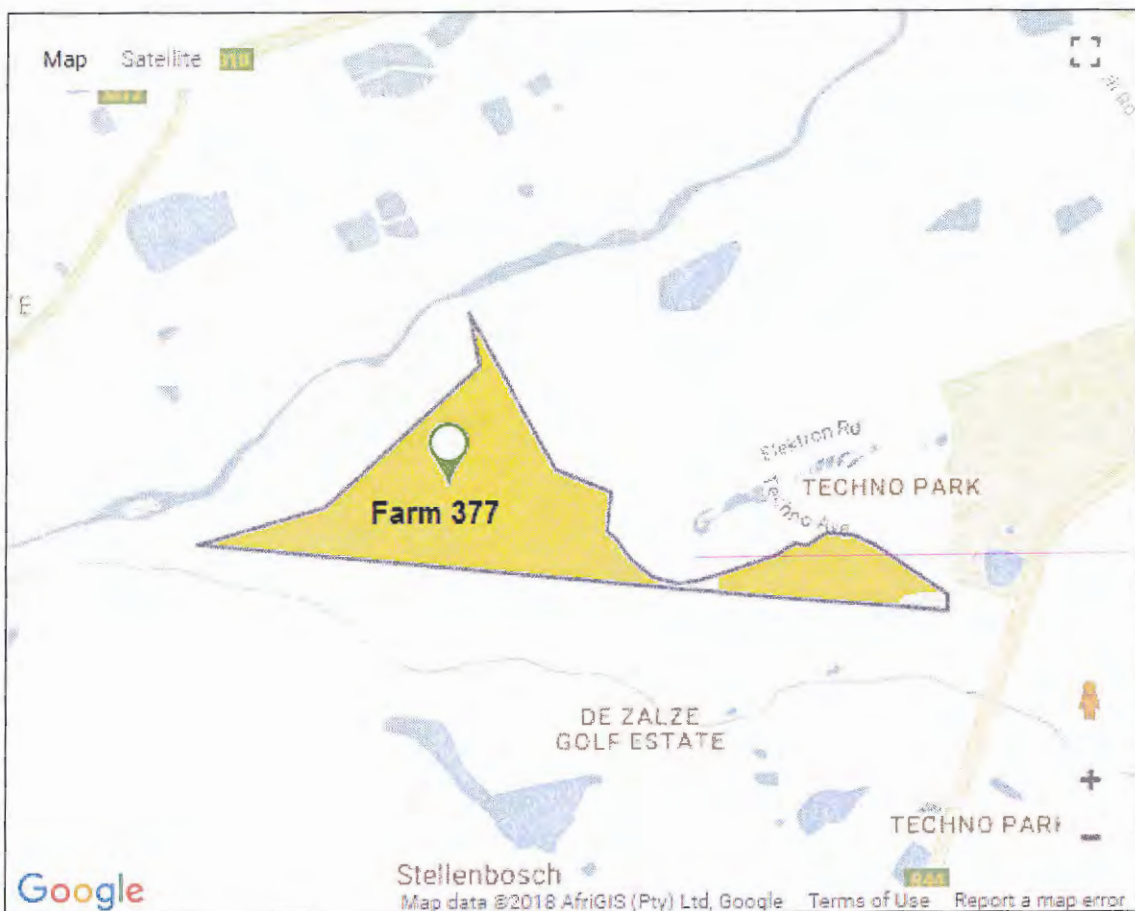 Map Satellite
Elektron Rd
TECHNO PARK
Techno Ave
Farm 377
DE ZALZE
GOLF ESTATE
TECHNO PARK
R44
Stellenbosch
Google
Map data ©2018 AfriGIS (Pty) Ltd, Google Terms of Use Report a map error